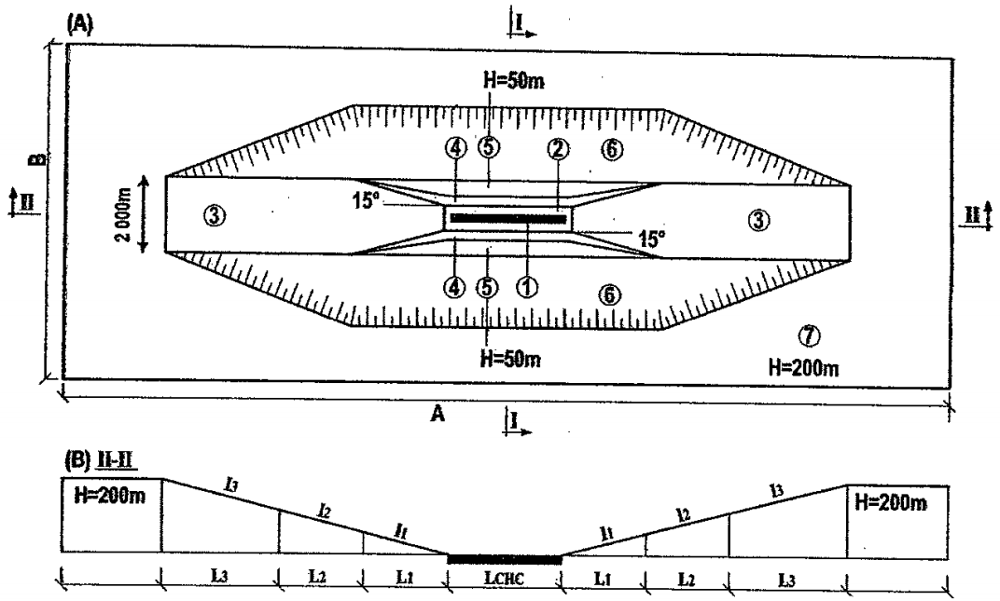 (A)
I
H=50m
④ ⑤ ② ⑥
B
15°
II
2 000m
③
③
II
15°
④ ⑤ ① ⑥
⑦
H=50m
H=200m
A
I
(B) II-II
H=200m
I3
I2
I1
I1
I2
I3
H=200m
L3
L2
L1
LCHC
L1
L2
L3